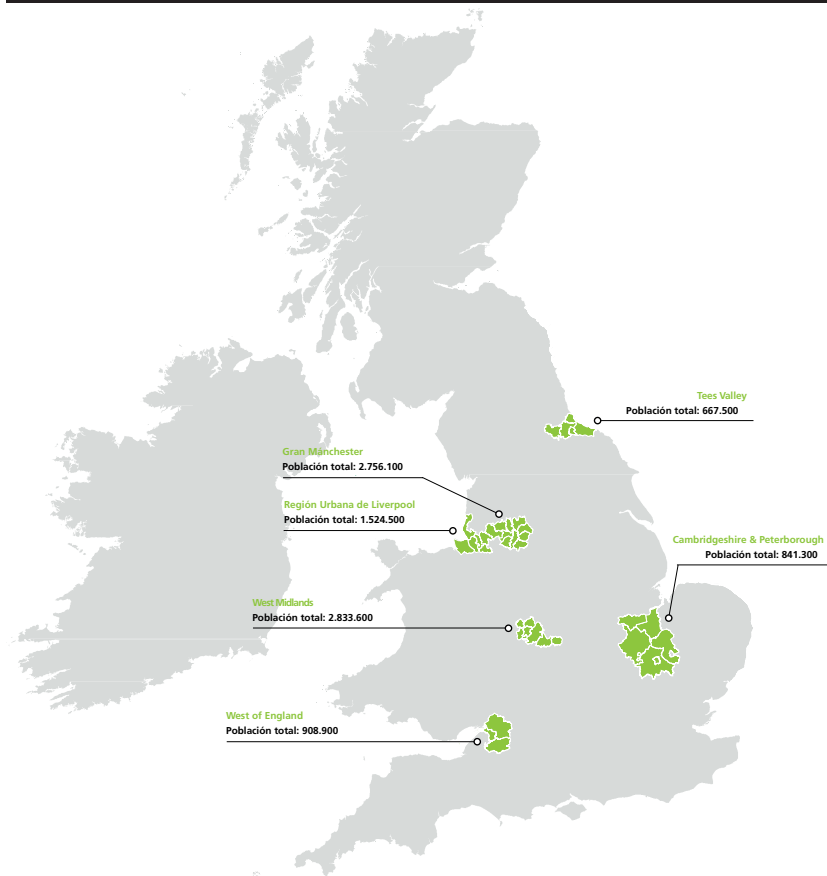 Tees Valley
Población total: 667.500
Gran Manchester
Población total: 2.756.100
Región Urbana de Liverpool
Población total: 1.524.500
Cambridgeshire & Peterborough
Población total: 841.300
West Midlands
Población total: 2.833.600
West of England
Población total: 908.900